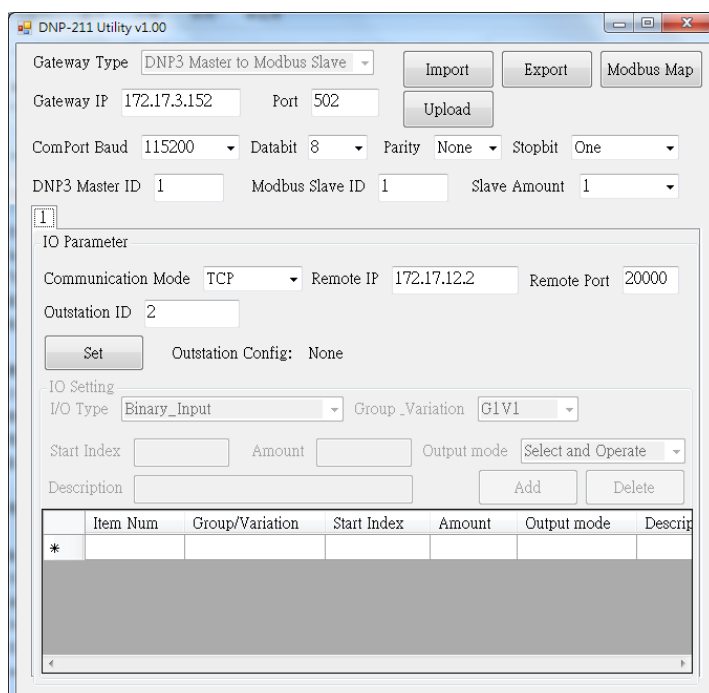 DNP-211 Utility v1.00
Gateway Type DNP3 Master to Modbus Slave Import Export Modbus Map
Gateway IP 172.17.3.152 Port 502 Upload
ComPort Baud 115200 Databit 8 Parity None Stopbit One
DNP3 Master ID 1 Modbus Slave ID 1 Slave Amount 1
1
IO Parameter
Communication Mode TCP Remote IP 172.17.12.2 Remote Port 20000
Outstation ID 2
Set Outstation Config: None
IO Setting
I/O Type Binary_Input Group_Variation G1V1
Start Index Amount Output mode Select and Operate
Description Add Delete
Item Num Group/Variation Start Index Amount Output mode Descrip
*